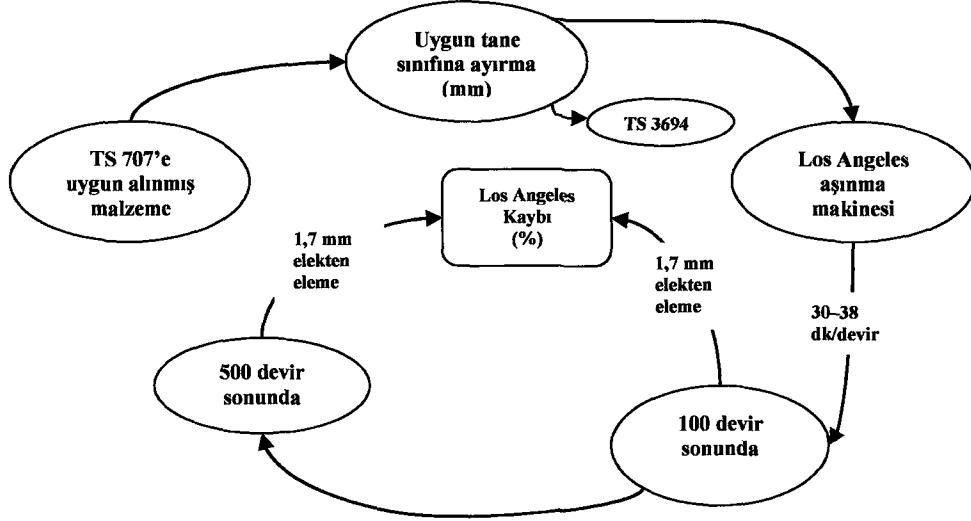 Uygun tane
sınıfına ayırma
(mm)
TS 3694
TS 707'e
uygun alınmış
malzeme
Los Angeles
aşınma
makinesi
Los Angeles
Kaybı
(%)
1,7 mm
elekten
eleme
1,7 mm
elekten
eleme
30–38
dk/devir
500 devir
sonunda
100 devir
sonunda